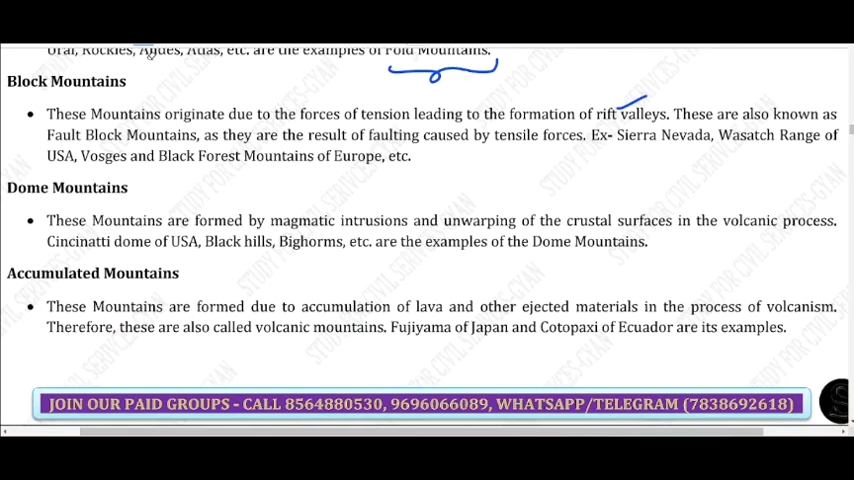 Ural, Rockies, Andes, Atlas, etc. are the examples of Fold Mountains.
Block Mountains
• These Mountains originate due to the forces of tension leading to the formation of rift valleys. These are also known as
Fault Block Mountains, as they are the result of faulting caused by tensile forces. Ex- Sierra Nevada, Wasatch Range of
USA, Vosges and Black Forest Mountains of Europe, etc.
Dome Mountains
• These Mountains are formed by magmatic intrusions and unwarping of the crustal surfaces in the volcanic process.
Cincinatti dome of USA, Black hills, Bighorms, etc. are the examples of the Dome Mountains.
Accumulated Mountains
• These Mountains are formed due to accumulation of lava and other ejected materials in the process of volcanism.
Therefore, these are also called volcanic mountains. Fujiyama of Japan and Cotopaxi of Ecuador are its examples.
JOIN OUR PAID GROUPS - CALL 8564880530, 9696066089, WHATSAPP/TELEGRAM (7838692618)